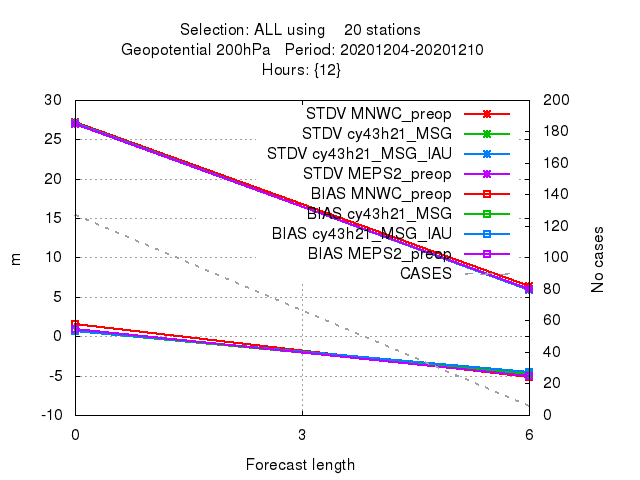 Selection: ALL using 20 stations
Geopotential 200hPa Period: 20201204-20201210
Hours: {12}
30 200
25 180
20 160
15 140
10 120
5 100
0 80
-5 60
-10 40
20
0
STDV MNWC_preop
STDV cy43h21_MSG
STDV cy43h21_MSG_IAU
STDV MEPS2_preop
BIAS MNWC_preop
BIAS cy43h21_MSG
BIAS cy43h21_MSG_IAU
BIAS MEPS2_preop
CASES
m
No cases
0 3 6
Forecast length